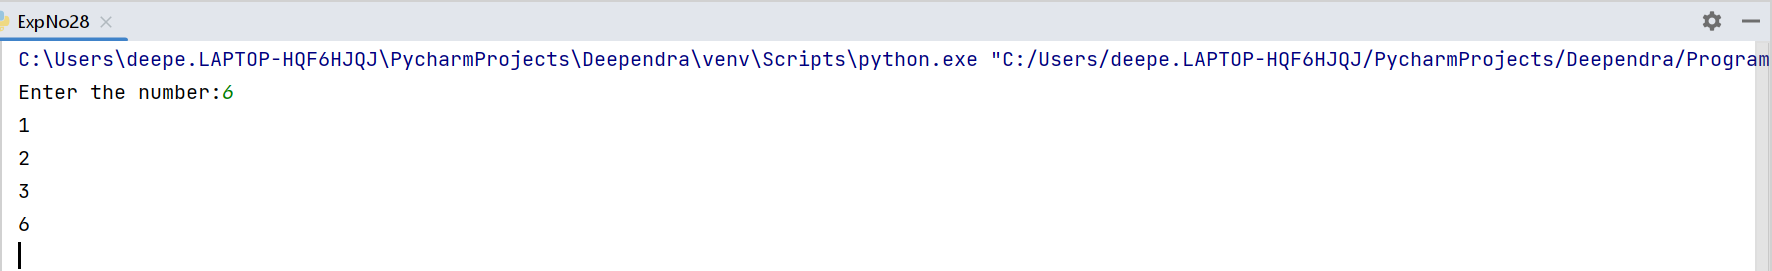 ExpNo28
C:\Users\deepe.LAPTOP-HQF6HJQJ\PycharmProjects\Deependra\venv\Scripts\python.exe "C:/Users/deepe.LAPTOP-HQF6HJQJ/PycharmProjects/Deependra/Program
Enter the number:6
1
2
3
6